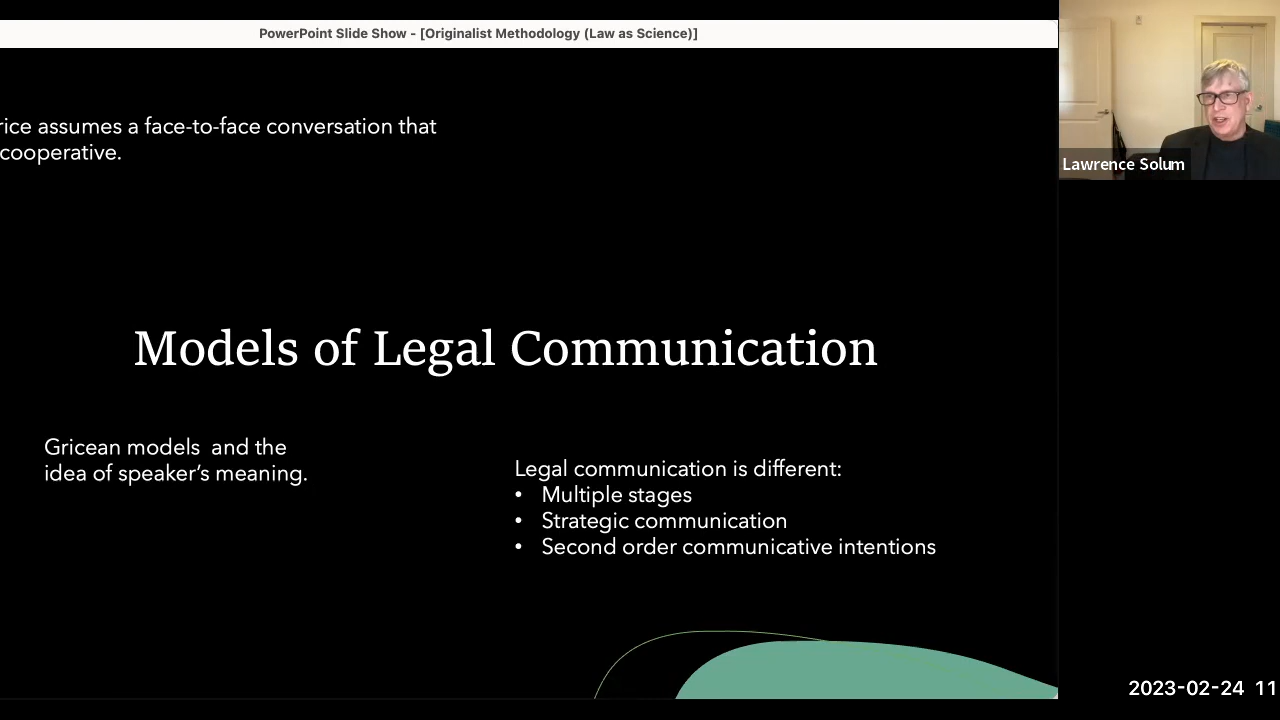 PowerPoint Slide Show - [Originalist Methodology (Law as Science)]
rice assumes a face-to-face conversation that
cooperative.
Models of Legal Communication
Gricean models  and the
idea of speaker’s meaning.
Legal communication is different:
• Multiple stages
• Strategic communication
• Second order communicative intentions
Lawrence Solum
2023-02-24 11